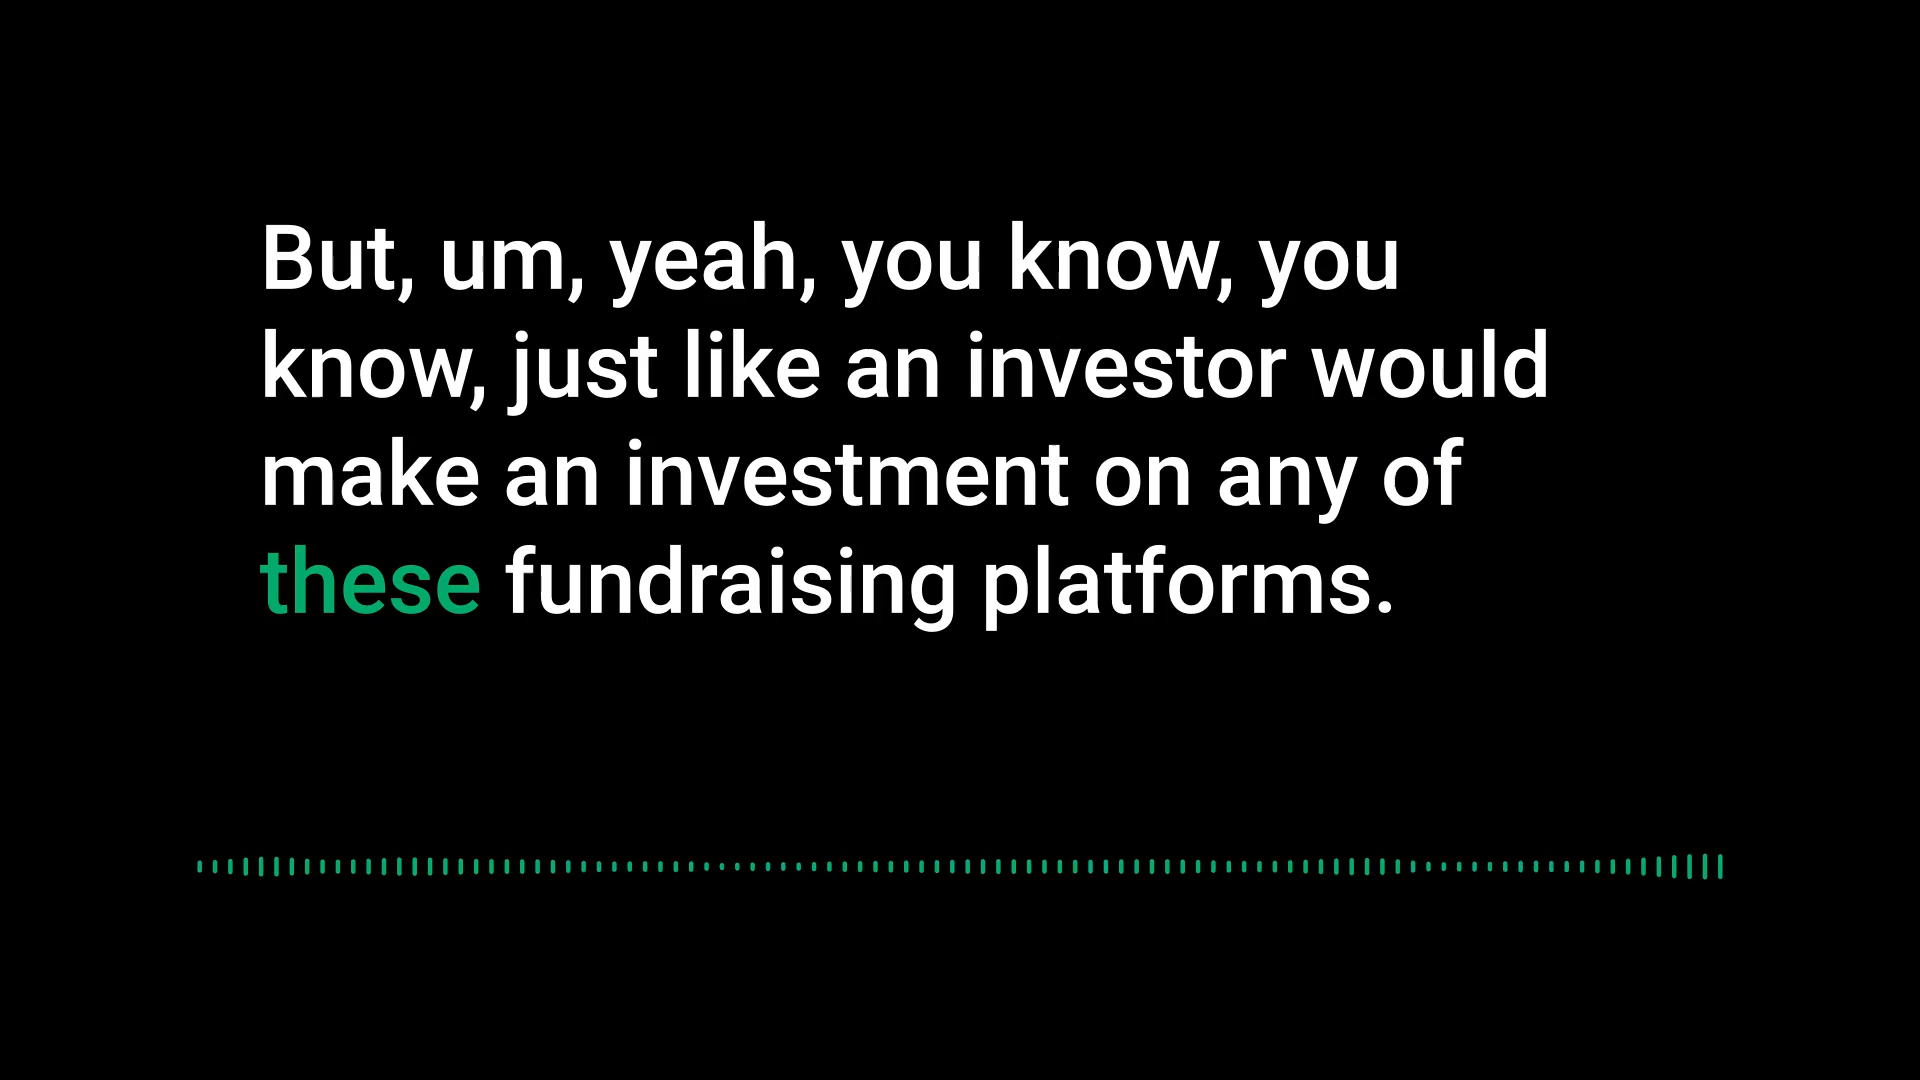 But, um, yeah, you know, you
know, just like an investor would
make an investment on any of
these fundraising platforms.